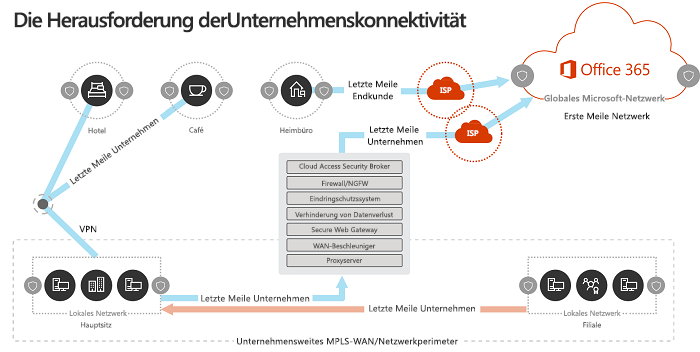 Die Herausforderung derUnternehmenskonnektivität
Office 365
Globales Microsoft-Netzwerk
Erste Meile Netzwerk
Letzte Meile
Endkunde
ISP
Hotel
Café
Heimbüro
Letzte Meile
Unternehmen
ISP
Letzte Meile Unternehmen
Cloud Access Security Broker
Firewall/NGFW
Eindringschutzssystem
Verhinderung von Datenverlust
Secure Web Gateway
WAN-Beschleuniger
Proxyserver
VPN
Letzte Meile Unternehmen
Letzte Meile Unternehmen
Lokales Netzwerk
Hauptsitz
Lokales Netzwerk
Filiale
Unternehmensweites MPLS-WAN/Netzwerkperimeter